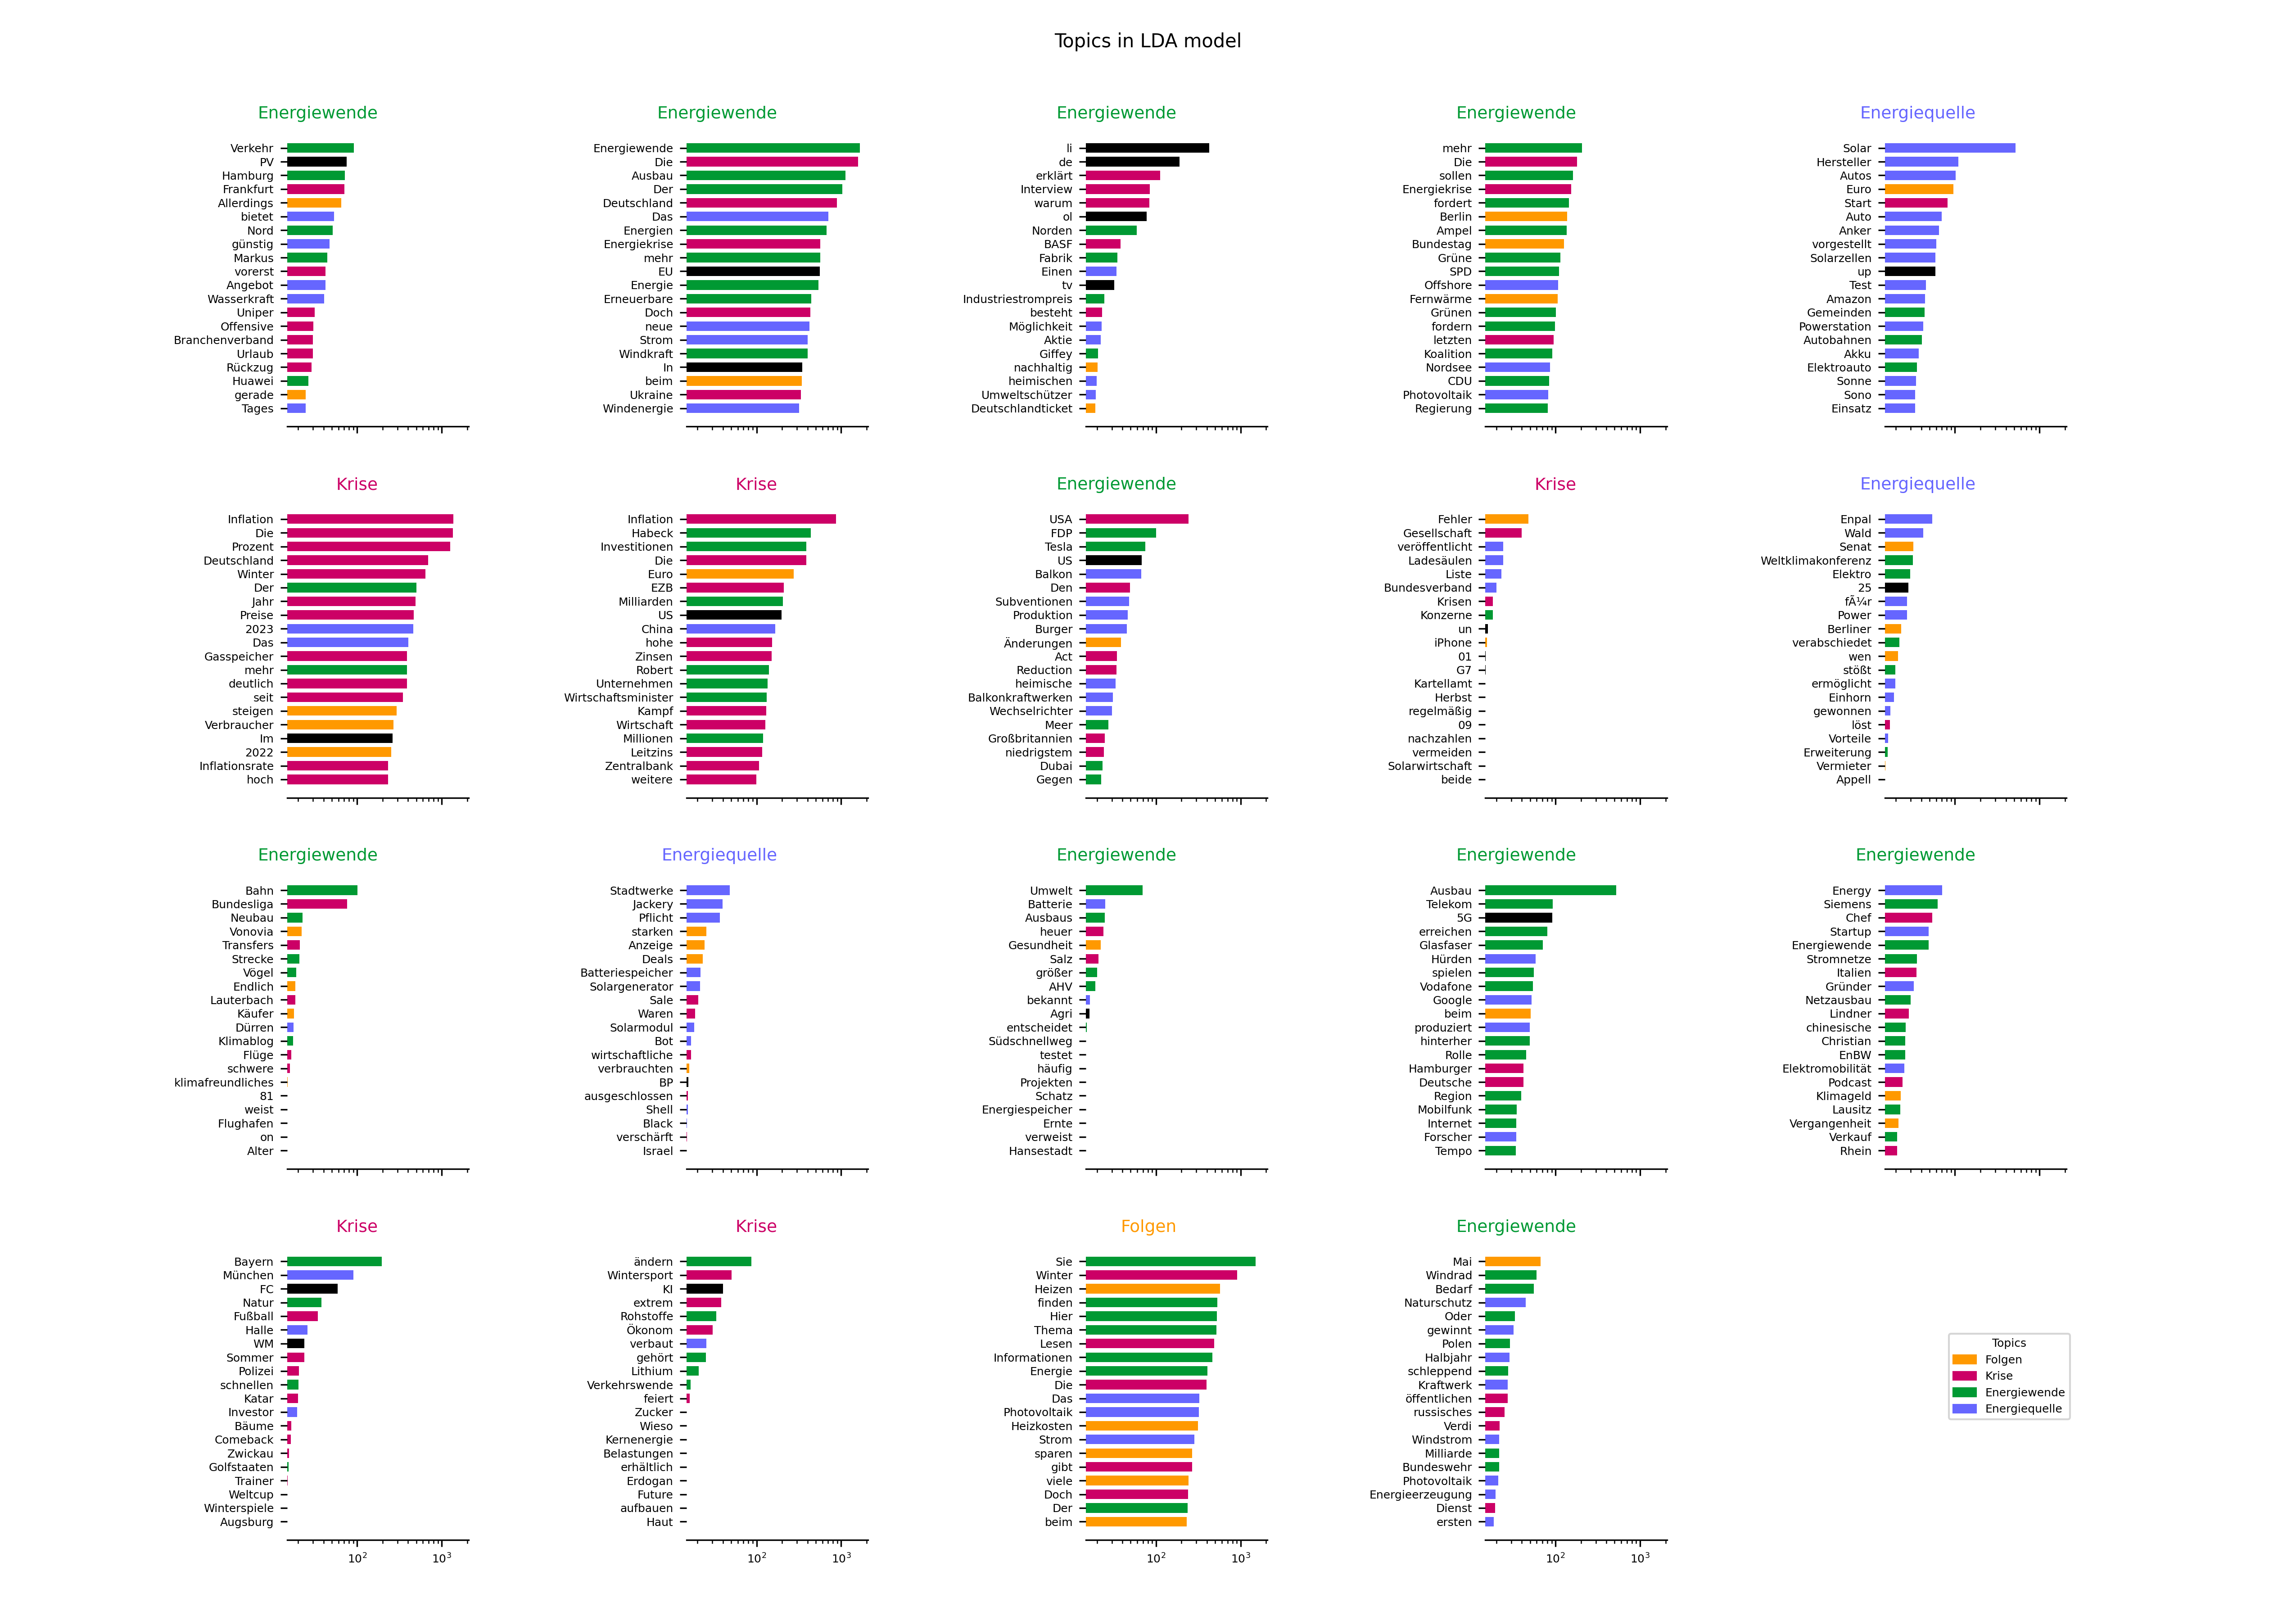 Topics in LDA model
Energiewende
Verkehr
PV
Hamburg
Frankfurt
Allerdings
bietet
Nord
günstig
Markus
vorerst
Angebot
Wasserkraft
Uniper
Offensive
Branchenverband
Urlaub
Rückzug
Huawei
gerade
Tages
Energiewende
Energiewende
Die
Ausbau
Der
Deutschland
Das
Energien
Energiekrise
mehr
EU
Energie
Erneuerbare
Doch
neue
Strom
Windkraft
In
beim
Ukraine
Windenergie
Energiewende
li
de
erklärt
Interview
warum
ol
Norden
BASF
Fabrik
Einen
tv
Industriestrompreis
besteht
Möglichkeit
Aktie
Giffey
nachhaltig
heimischen
Umweltschützer
Deutschlandticket
Energiewende
mehr
Die
sollen
Energiekrise
fordert
Berlin
Ampel
Bundestag
Grüne
SPD
Offshore
Fernwärme
Grünen
fordern
letzten
Koalition
Nordsee
CDU
Photovoltaik
Regierung
Energiequelle
Solar
Hersteller
Autos
Euro
Start
Auto
Anker
vorgestellt
Solarzellen
up
Test
Amazon
Gemeinden
Powerstation
Autobahnen
Akku
Elektroauto
Sonne
Sono
Einsatz
Krise
Inflation
Die
Prozent
Deutschland
Winter
Der
Jahr
Preise
2023
Das
Gasspeicher
mehr
deutlich
seit
steigen
Verbraucher
Im
2022
Inflationsrate
hoch
Krise
Inflation
Habeck
Investitionen
Die
Euro
EZB
Milliarden
US
China
hohe
Zinsen
Robert
Unternehmen
Wirtschaftsminister
Kampf
Wirtschaft
Millionen
Leitzins
Zentralbank
weitere
Energiewende
USA
FDP
Tesla
US
Balkon
Den
Subventionen
Produktion
Burger
Änderungen
Act
Reduction
heimische
Balkonkraftwerken
Wechselrichter
Meer
Großbritannien
niedrigstem
Dubai
Gegen
Krise
Fehler
Gesellschaft
veröffentlicht
Ladesäulen
Liste
Bundesverband
Krisen
Konzerne
un
iPhone
01
G7
Kartellamt
Herbst
regelmäßig
09
nachzahlen
vermeiden
Solarwirtschaft
beide
Energiequelle
Enpal
Wald
Senat
Weltklimakonferenz
Elektro
25
fÃ¼r
Power
Berliner
verabschiedet
wen
stößt
ermöglicht
Einhorn
gewonnen
löst
Vorteile
Erweiterung
Vermieter
Appell
Energiewende
Bahn
Bundesliga
Neubau
Vonovia
Transfers
Strecke
Vögel
Endlich
Lauterbach
Käufer
Dürren
Klimablog
Flüge
schwere
klimafreundliches
81
weist
Flughafen
on
Alter
Energiequelle
Stadtwerke
Jackery
Pflicht
starken
Anzeige
Deals
Batteriespeicher
Solargenerator
Sale
Waren
Solarmodul
Bot
wirtschaftliche
verbrauchten
BP
ausgeschlossen
Shell
Black
verschärft
Israel
Energiewende
Umwelt
Batterie
Ausbaus
heuer
Gesundheit
Salz
größer
AHV
bekannt
Agri
entscheidet
Südschnellweg
testet
häufig
Projekten
Schatz
Energiespeicher
Ernte
verweist
Hansestadt
Energiewende
Ausbau
Telekom
5G
erreichen
Glasfaser
Hürden
spielen
Vodafone
Google
beim
produziert
hinterher
Rolle
Hamburger
Deutsche
Region
Mobilfunk
Internet
Forscher
Tempo
Energiewende
Energy
Siemens
Chef
Startup
Energiewende
Stromnetze
Italien
Gründer
Netzausbau
Lindner
chinesische
Christian
EnBW
Elektromobilität
Podcast
Klimageld
Lausitz
Vergangenheit
Verkauf
Rhein
Krise
Bayern
München
FC
Natur
Fußball
Halle
WM
Sommer
Polizei
schnellen
Katar
Investor
Bäume
Comeback
Zwickau
Golfstaaten
Trainer
Weltcup
Winterspiele
Augsburg
10² 10³
Krise
ändern
Wintersport
KI
extrem
Rohstoffe
Ökonom
verbaut
gehört
Lithium
Verkehrswende
feiert
Zucker
Wieso
Kernenergie
Belastungen
erhältlich
Erdogan
Future
aufbauen
Haut
10² 10³
Folgen
Sie
Winter
Heizen
finden
Hier
Thema
Lesen
Informationen
Energie
Die
Das
Photovoltaik
Heizkosten
Strom
sparen
gibt
viele
Doch
Der
beim
10² 10³
Energiewende
Mai
Windrad
Bedarf
Naturschutz
Oder
gewinnt
Polen
Halbjahr
schleppend
Kraftwerk
öffentlichen
russisches
Verdi
Windstrom
Milliarde
Bundeswehr
Photovoltaik
Energieerzeugung
Dienst
ersten
10² 10³
Topics
Folgen
Krise
Energiewende
Energiequelle